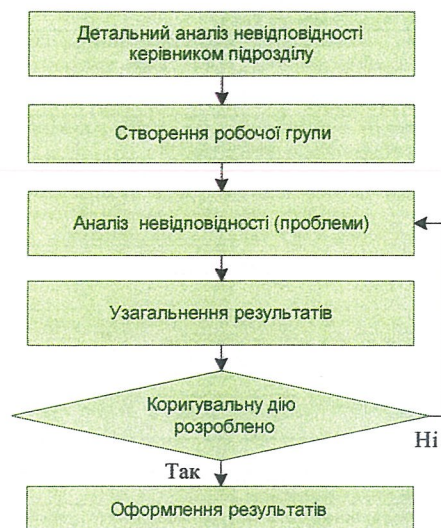 Детальний аналіз невідповідності
керівником підрозділу
Створення робочої групи
Аналіз невідповідності (проблеми)
Узагальнення результатів
Коригувальну дію
розроблено
Ні
Так
Оформлення результатів